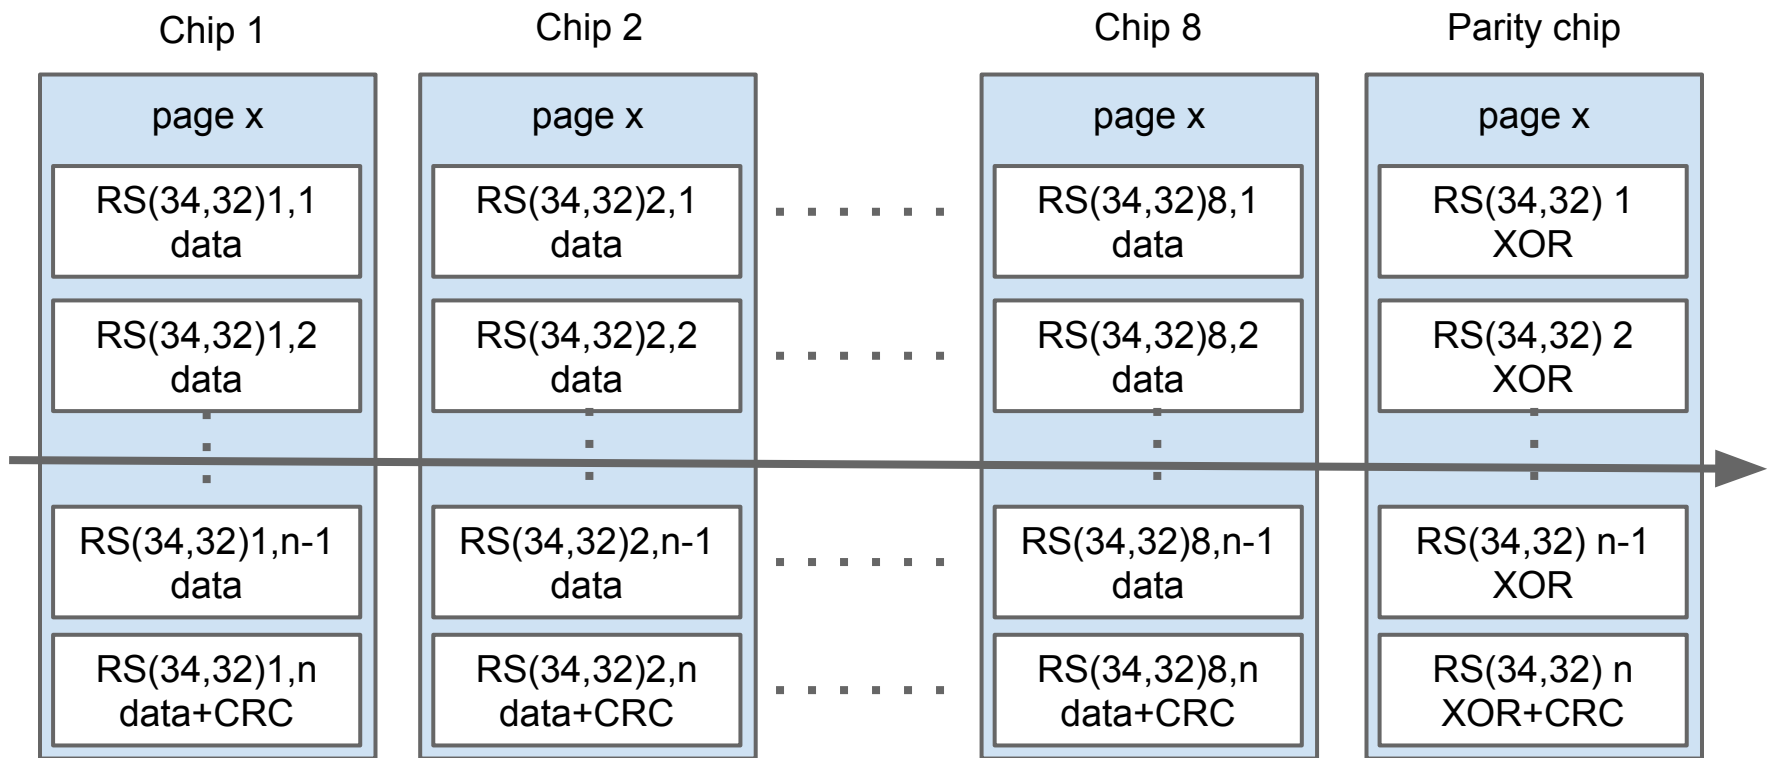 Chip 1
Chip 2
Chip 8
Parity chip
page x
page x
page x
page x
RS(34,32)1,1
data
RS(34,32)2,1
data
RS(34,32)8,1
data
RS(34,32) 1
XOR
RS(34,32)1,2
data
RS(34,32)2,2
data
RS(34,32)8,2
data
RS(34,32) 2
XOR
RS(34,32)1,n-1
data
RS(34,32)2,n-1
data
RS(34,32)8,n-1
data
RS(34,32) n-1
XOR
RS(34,32)1,n
data+CRC
RS(34,32)2,n
data+CRC
RS(34,32)8,n
data+CRC
RS(34,32) n
XOR+CRC